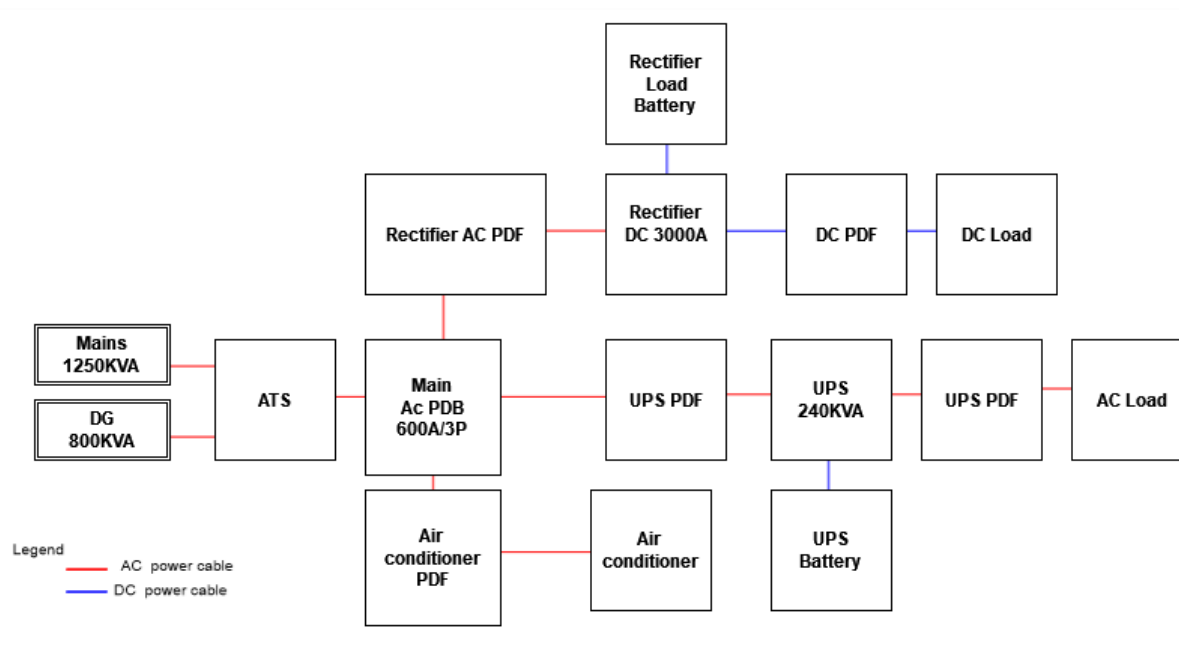 Rectifier
Load
Battery
Rectifier AC PDF
Rectifier
DC 3000A
DC PDF
DC Load
Mains
1250KVA
DG
800KVA
ATS
Main
Ac PDB
600A/3P
UPS PDF
UPS
240KVA
UPS PDF
AC Load
Air
conditioner
PDF
Air
conditioner
UPS
Battery
Legend
AC power cable
DC power cable